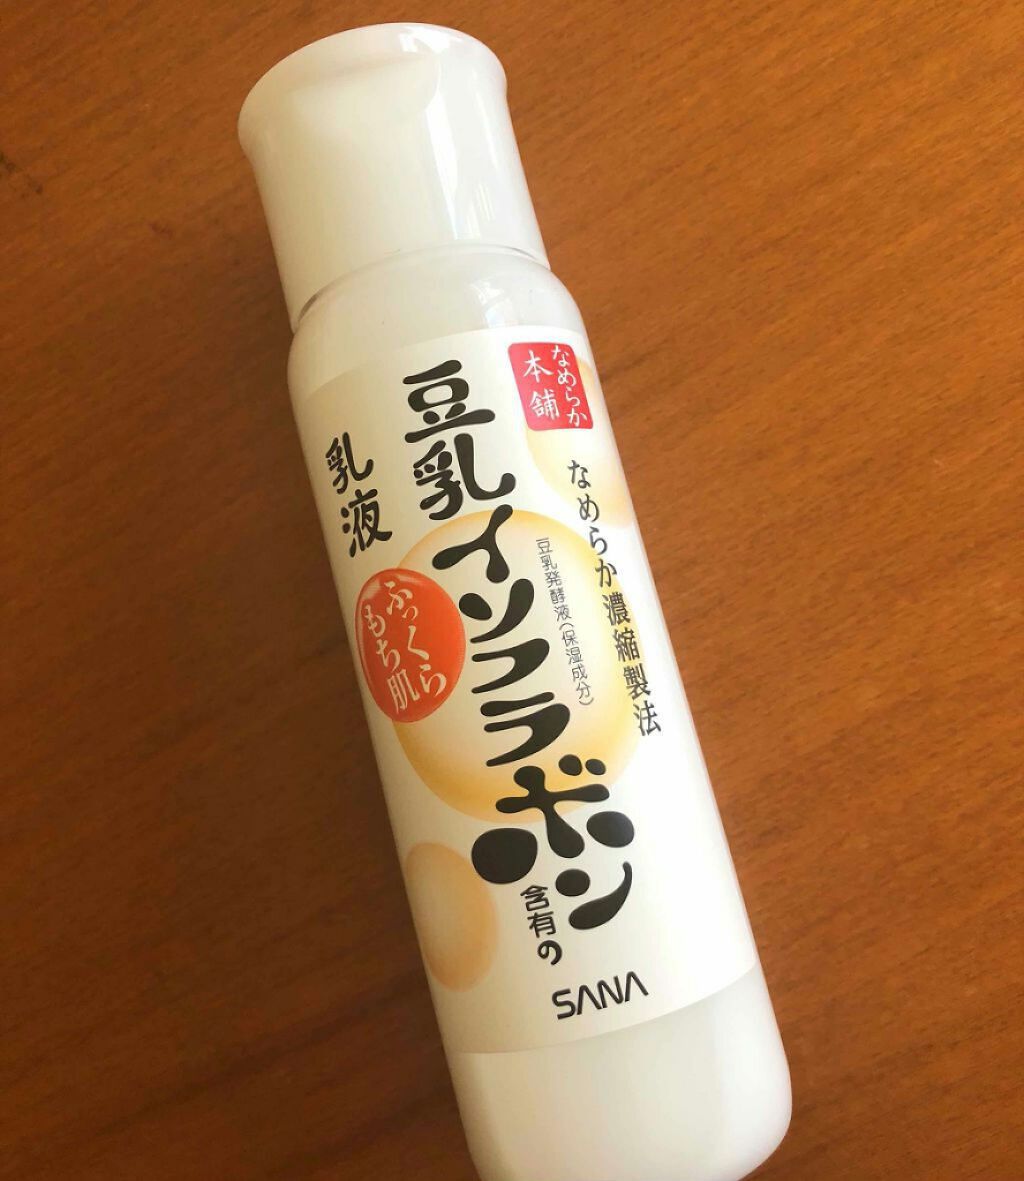 なめらか
本舗
なめらか濃縮製法
豆乳発酵液(保湿成分)
豆乳イソフラボン
含有の
乳液
ふっくら
もち肌
SANA